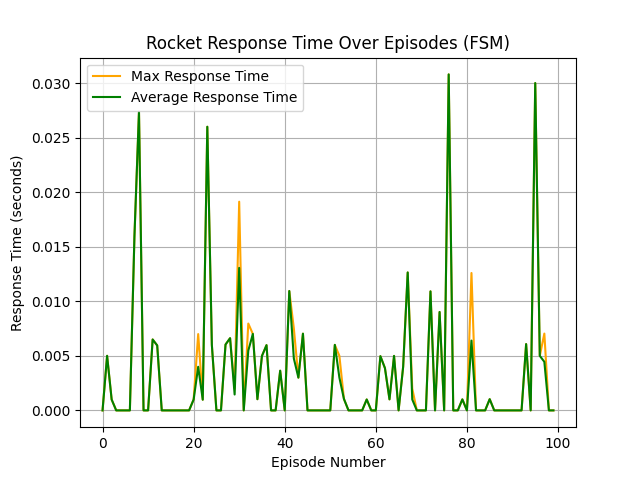 Rocket Response Time Over Episodes (FSM)
Max Response Time
Average Response Time
Response Time (seconds)
0.030
0.025
0.020
0.015
0.010
0.005
0.000
0
20
40
60
80
100
Episode Number